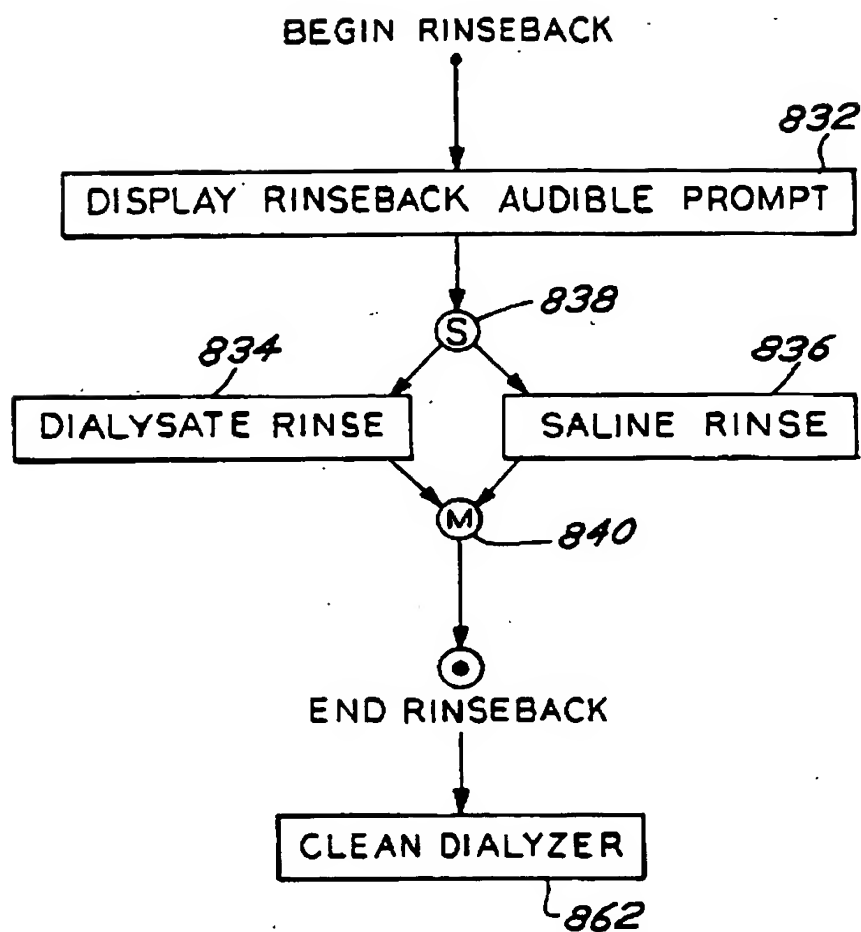 BEGIN RINSEBACK
832
DISPLAY RINSEBACK AUDIBLE PROMPT
S
838
834
836
DIALYSATE RINSE
SALINE RINSE
M
840
END RINSEBACK
CLEAN DIALYZER
862